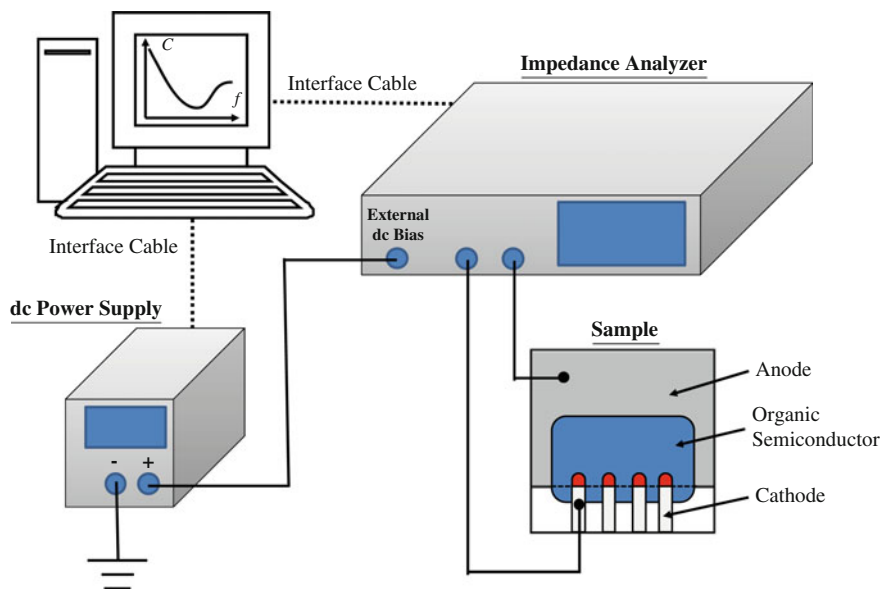 C
f
Interface Cable
Impedance Analyzer
External
dc Bias
Interface Cable
dc Power Supply
- +
Sample
Anode
Organic
Semiconductor
Cathode